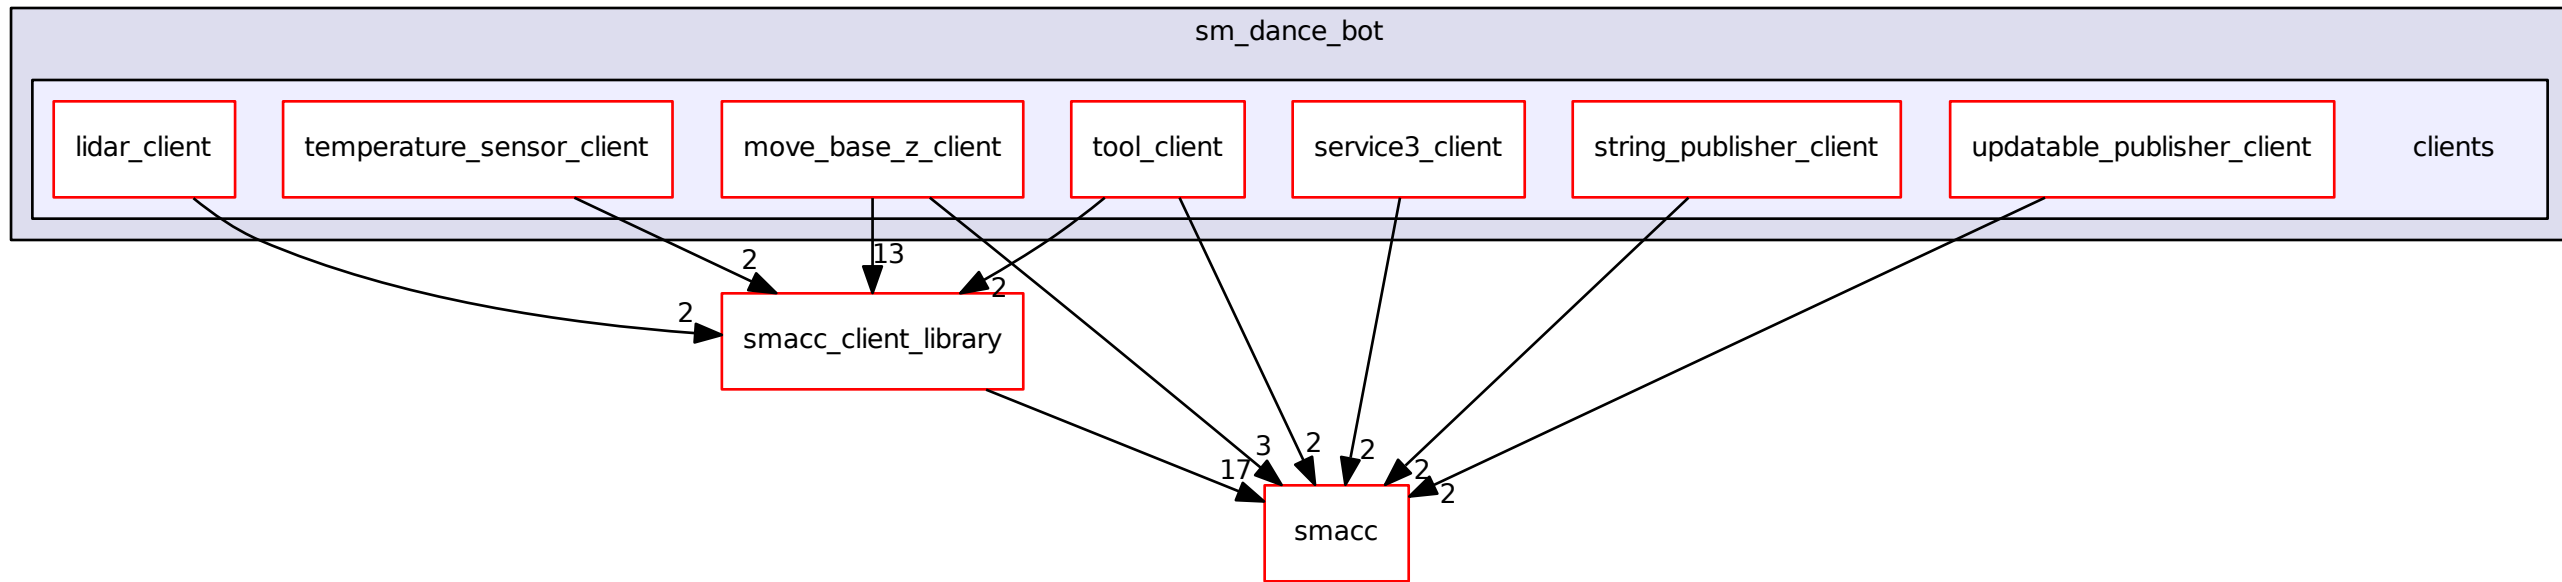 sm_dance_bot
lidar_client
temperature_sensor_client
move_base_z_client
tool_client
service3_client
string_publisher_client
updatable_publisher_client
clients
2
13
2
2
smacc_client_library
3
2
2
17
2
2
smacc